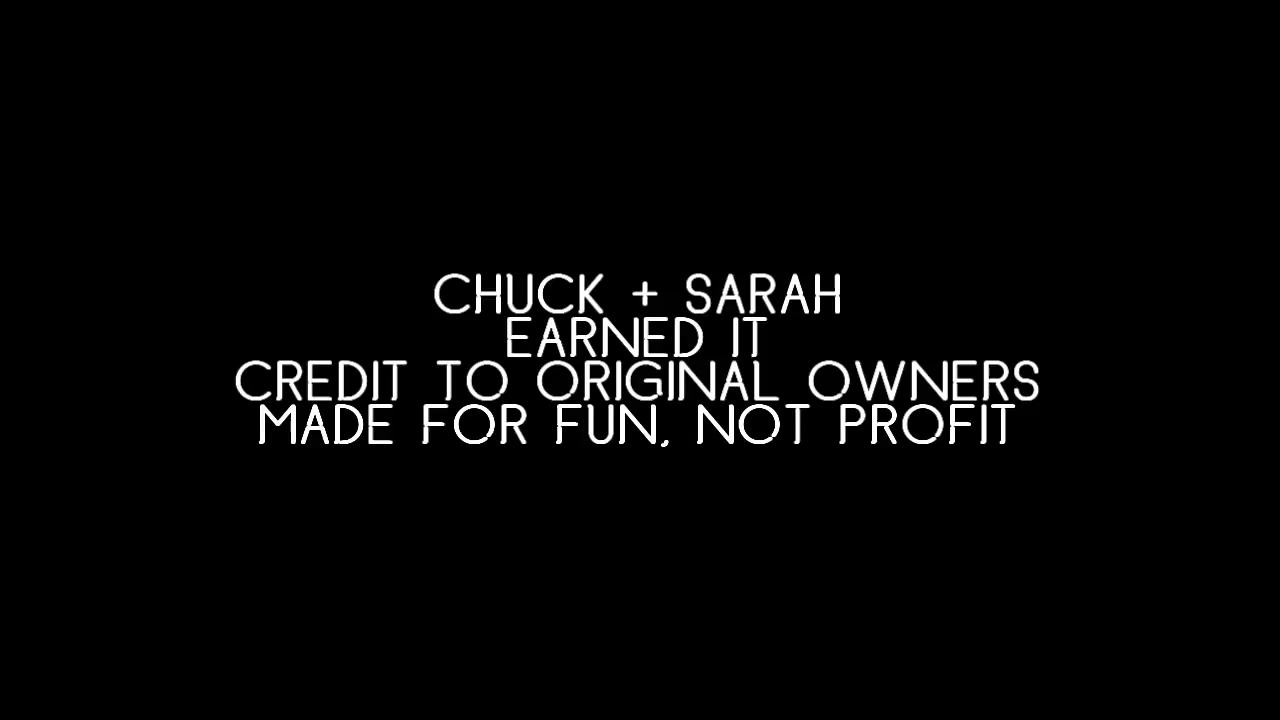 CHUCK + SARAH
EARNED IT
CREDIT TO ORIGINAL OWNERS
MADE FOR FUN, NOT PROFIT